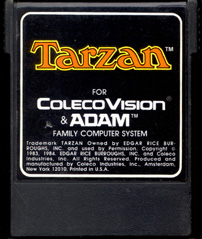 Tarzan™
FOR
COLECOVISION®
& ADAM™
FAMILY COMPUTER SYSTEM
Trademark TARZAN Owned by EDGAR RICE BUR-
ROUGHS, INC. and used by Permission. Copyright ©
1983, 1984, EDGAR RICE BURROUGHS, INC. and Coleco
Industries, Inc. All Rights Reserved. Produced and
manufactured by Coleco Industries, Inc., Amsterdam,
New York 12010. Printed in U.S.A.